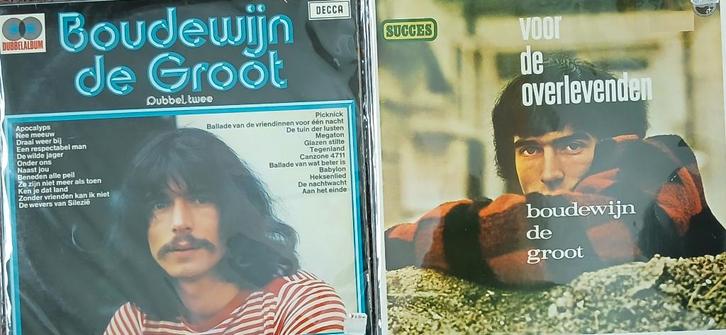 DUBBELALBUM
Boudewijn
de Groot
Dubbel, twee
DECCA
Apocalyps
Nee meeuw
Draai weer bij
Een respectabel man
De wilde jager
Onder ons
Naast jou
Beneden alle peil
Ze zijn niet meer als toen
Ken je dat land
Zonder vrienden kan ik niet
De wevers van Silezië
Picknick
Ballade van de vriendinnen voor één nacht
De tuin der lusten
Megaton
Glazen stilte
Tegenland
Canzone 4711
Ballade van wat beter is
Babylon
Heksenlied
De nachtwacht
Aan het einde
SUCCES
voor
de
overlevenden
boudewijn
de
groot